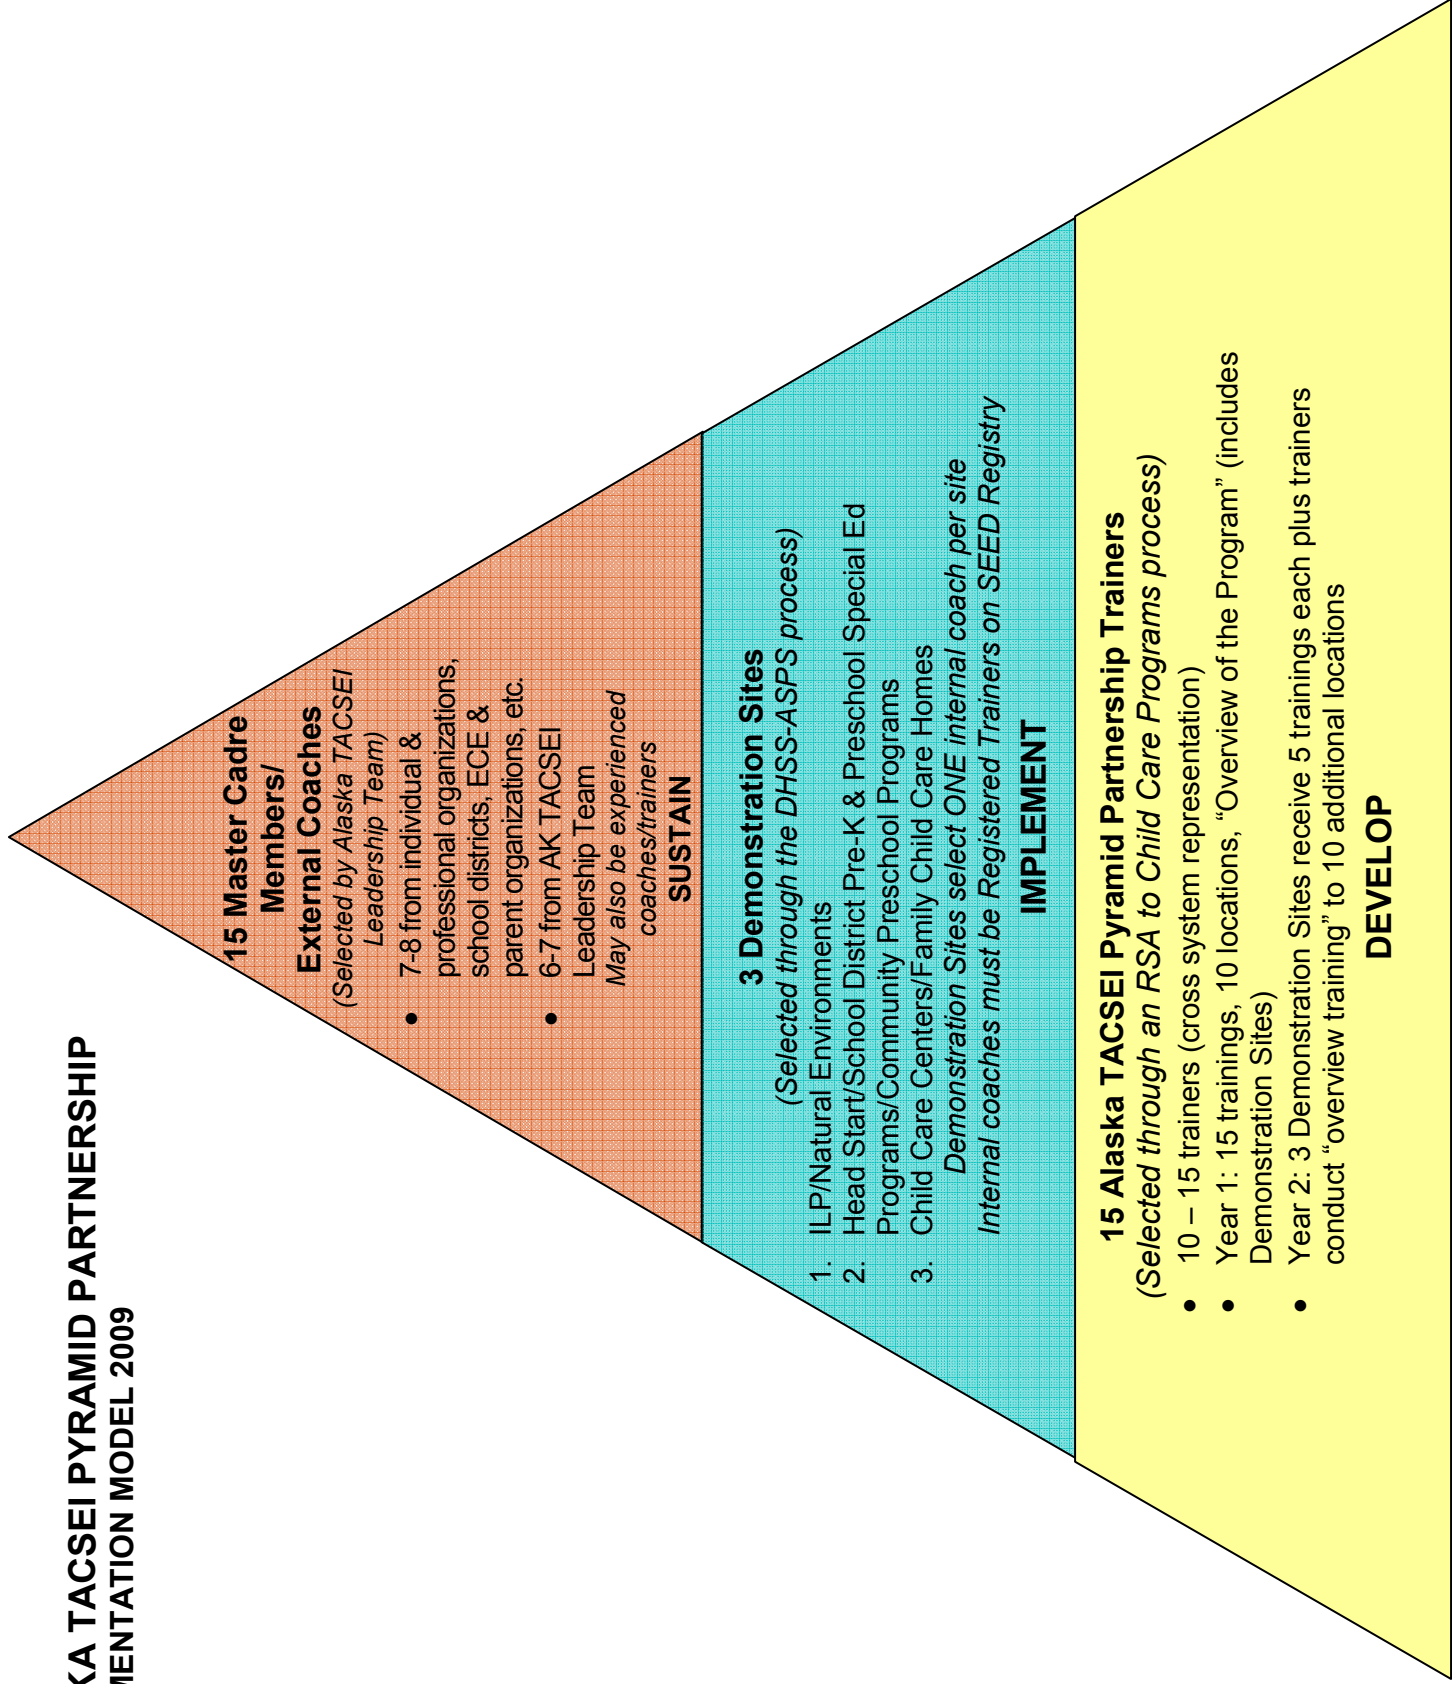 KA TACSEI PYRAMID PARTNERSHIP
MENTATION MODEL 2009
15 Master Cadre
Members/
External Coaches
(Selected by Alaska TACSEI
Leadership Team)
• 7-8 from individual &
professional organizations,
school districts, ECE &
parent organizations, etc.
• 6-7 from AK TACSEI
Leadership Team
May also be experienced
coaches/trainers
SUSTAIN
3 Demonstration Sites
(Selected through the DHSS-ASPS process)
1. ILP/Natural Environments
2. Head Start/School District Pre-K & Preschool Special Ed
Programs/Community Preschool Programs
3. Child Care Centers/Family Child Care Homes
Demonstration Sites select ONE internal coach per site
Internal coaches must be Registered Trainers on SEED Registry
IMPLEMENT
15 Alaska TACSEI Pyramid Partnership Trainers
(Selected through an RSA to Child Care Programs process)
• 10 – 15 trainers (cross system representation)
• Year 1: 15 trainings, 10 locations, “Overview of the Program” (includes
Demonstration Sites)
• Year 2: 3 Demonstration Sites receive 5 trainings each plus trainers
conduct “overview training” to 10 additional locations
DEVELOP